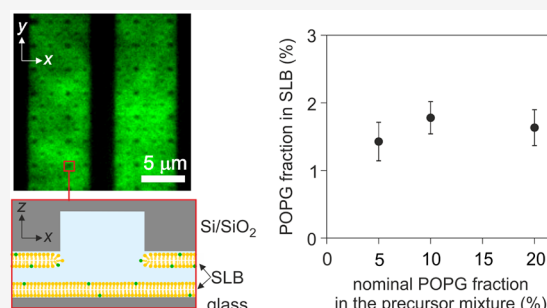 y
x
5 μm
z
x
Si/SiO₂
SLB
glass
POPG fraction in SLB (%)
3
2
1
0
0 5 10 15 20
nominal POPG fraction
in the precursor mixture (%)